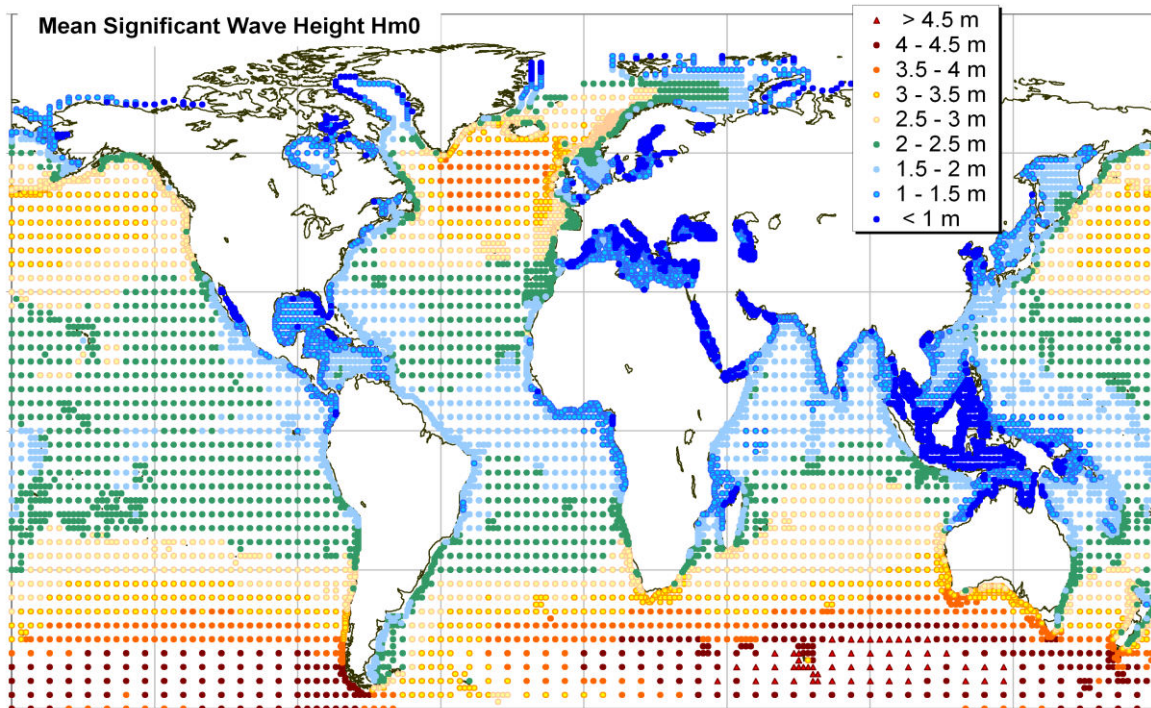 Mean Significant Wave Height Hm0
> 4.5 m
4 - 4.5 m
3.5 - 4 m
3 - 3.5 m
2.5 - 3 m
2 - 2.5 m
1.5 - 2 m
1 - 1.5 m
< 1 m